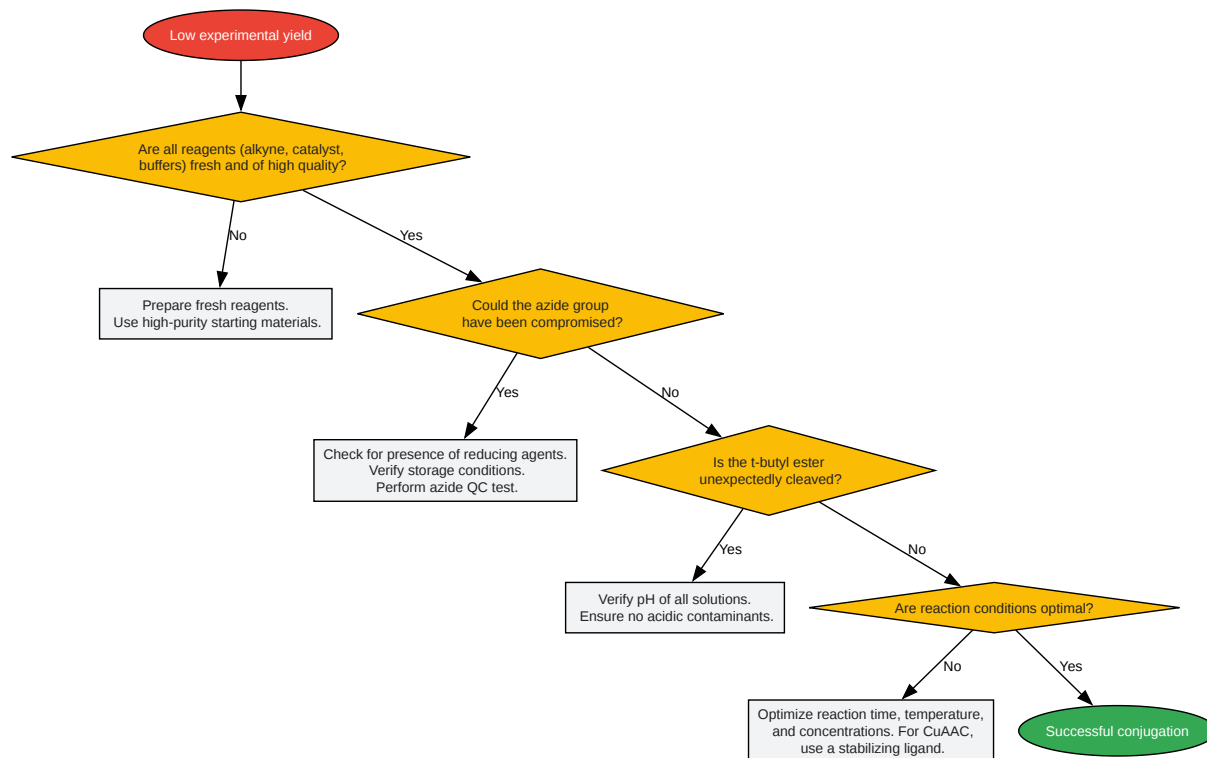 Low experimental yield
Are all reagents (alkyne, catalyst,
buffers) fresh and of high quality?
No
Yes
Prepare fresh reagents.
Use high-purity starting materials.
Could the azide group
have been compromised?
Yes
No
Check for presence of reducing agents.
Verify storage conditions.
Perform azide QC test.
Is the t-butyl ester
unexpectedly cleaved?
Yes
No
Verify pH of all solutions.
Ensure no acidic contaminants.
Are reaction conditions optimal?
No
Yes
Optimize reaction time, temperature,
and concentrations. For CuAAC,
use a stabilizing ligand.
Successful conjugation